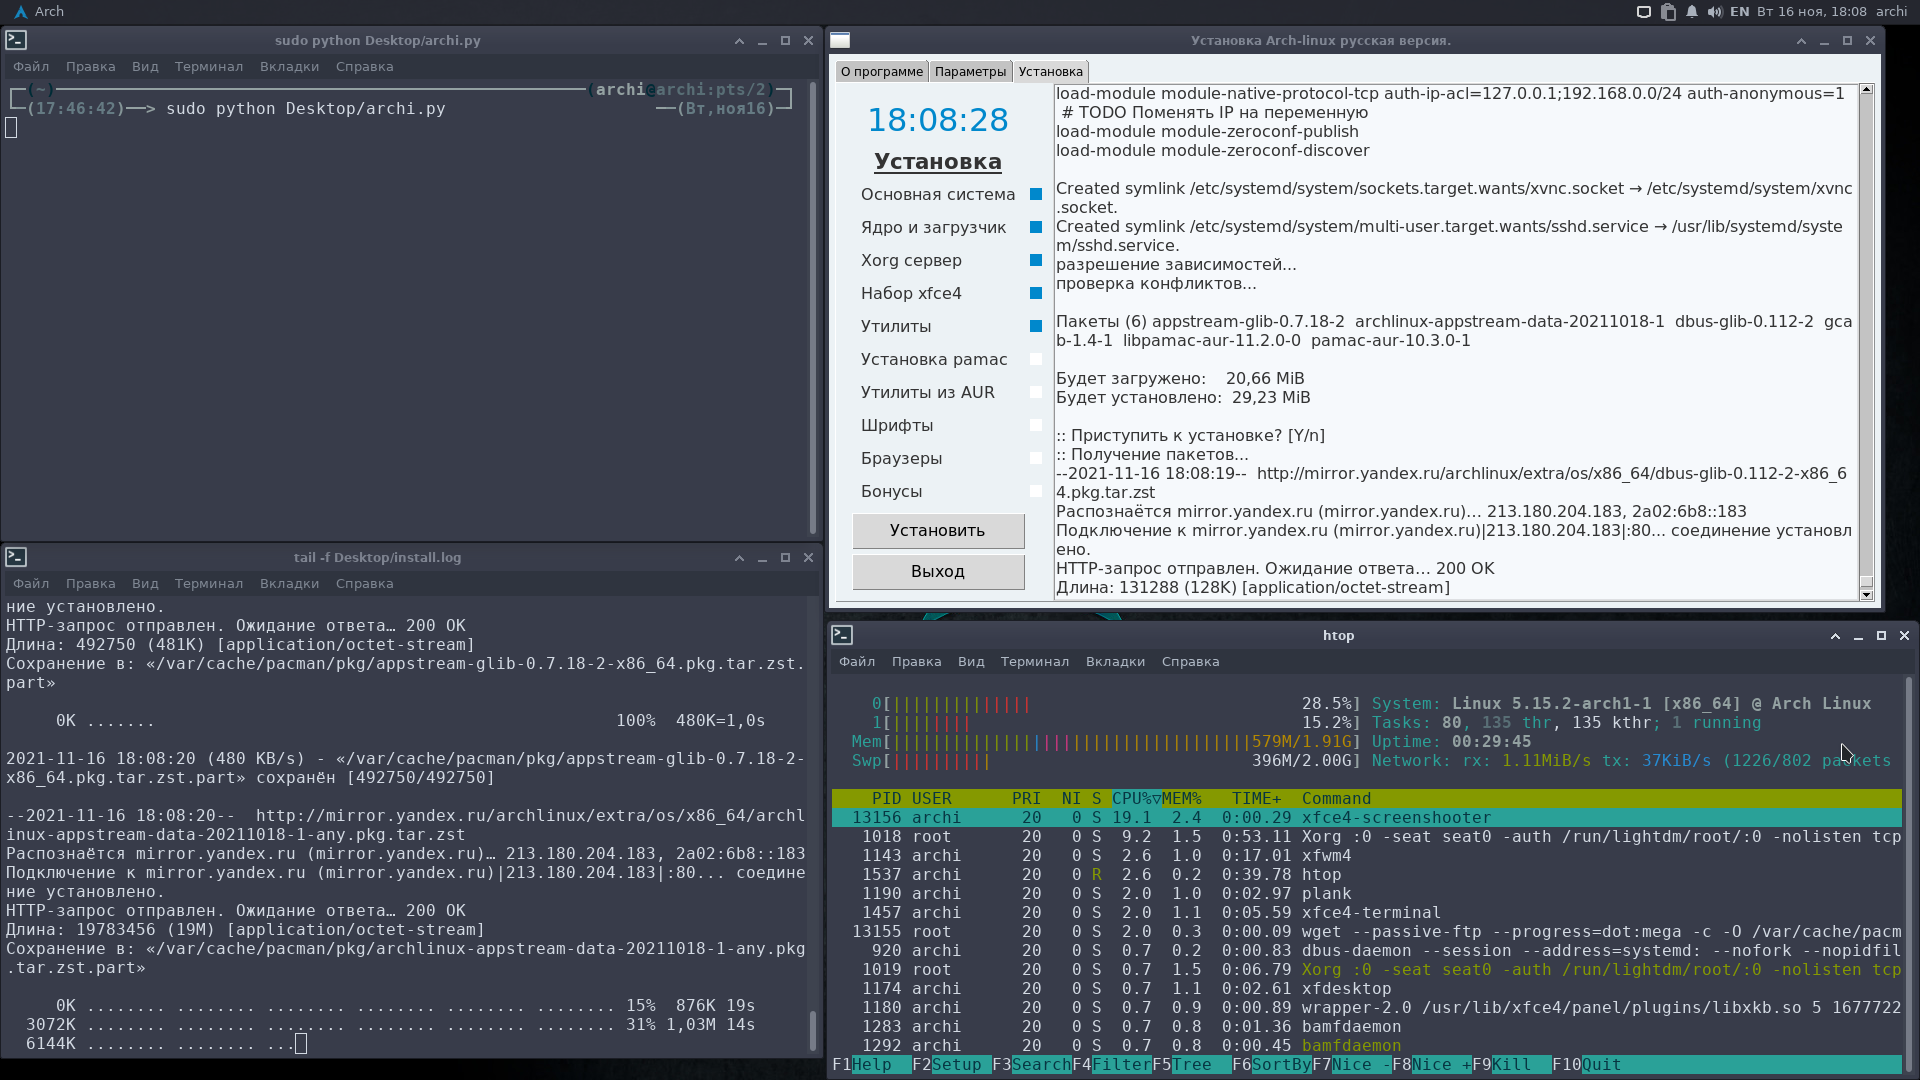 Arch
EN Вт 16 ноя, 18:08 archi
sudo python Desktop/archi.py
Файл Правка Вид Терминал Вкладки Справка
(~) (archi@archi:pts/2)
(17:46:42)──> sudo python Desktop/archi.py ──(Вт,ноя16)
Установка Arch-linux русская версия.
О программе Параметры Установка
18:08:28
Установка
Основная система
Ядро и загрузчик
Xorg сервер
Набор xfce4
Утилиты
Установка pamac
Утилиты из AUR
Шрифты
Браузеры
Бонусы
Установить
Выход
load-module module-native-protocol-tcp auth-ip-acl=127.0.0.1;192.168.0.0/24 auth-anonymous=1
# TODO Поменять IP на переменную
load-module module-zeroconf-publish
load-module module-zeroconf-discover
Created symlink /etc/systemd/system/sockets.target.wants/xvnc.socket → /etc/systemd/system/xvnc
.socket.
Created symlink /etc/systemd/system/multi-user.target.wants/sshd.service → /usr/lib/systemd/syste
m/sshd.service.
разрешение зависимостей...
проверка конфликтов...
Пакеты (6) appstream-glib-0.7.18-2 archlinux-appstream-data-20211018-1 dbus-glib-0.112-2 gca
b-1.4-1 libpamac-aur-11.2.0-0 pamac-aur-10.3.0-1
Будет загружено: 20,66 MiB
Будет установлено: 29,23 MiB
:: Приступить к установке? [Y/n]
:: Получение пакетов...
--2021-11-16 18:08:19-- http://mirror.yandex.ru/archlinux/extra/os/x86_64/dbus-glib-0.112-2-x86_6
4.pkg.tar.zst
Распознаётся mirror.yandex.ru (mirror.yandex.ru)… 213.180.204.183, 2a02:6b8::183
Подключение к mirror.yandex.ru (mirror.yandex.ru)|213.180.204.183|:80... соединение установл
ено.
HTTP-запрос отправлен. Ожидание ответа… 200 OK
Длина: 131288 (128K) [application/octet-stream]
tail -f Desktop/install.log
Файл Правка Вид Терминал Вкладки Справка
ние установлено.
HTTP-запрос отправлен. Ожидание ответа… 200 OK
Длина: 492750 (481K) [application/octet-stream]
Сохранение в: «/var/cache/pacman/pkg/appstream-glib-0.7.18-2-x86_64.pkg.tar.zst.
part»
0K ....... 100% 480K=1,0s
2021-11-16 18:08:20 (480 KB/s) - «/var/cache/pacman/pkg/appstream-glib-0.7.18-2-
x86_64.pkg.tar.zst.part» сохранён [492750/492750]
--2021-11-16 18:08:20-- http://mirror.yandex.ru/archlinux/extra/os/x86_64/archl
inux-appstream-data-20211018-1-any.pkg.tar.zst
Распознаётся mirror.yandex.ru (mirror.yandex.ru)… 213.180.204.183, 2a02:6b8::183
Подключение к mirror.yandex.ru (mirror.yandex.ru)|213.180.204.183|:80... соедине
ние установлено.
HTTP-запрос отправлен. Ожидание ответа… 200 OK
Длина: 19783456 (19M) [application/octet-stream]
Сохранение в: «/var/cache/pacman/pkg/archlinux-appstream-data-20211018-1-any.pkg
.tar.zst.part»
0K ........ ........ ........ ........ ........ ........ 15% 876K 19s
3072K ........ ........ ........ ........ ........ ........ 31% 1,03M 14s
6144K ........ ........ ...
htop
Файл Правка Вид Терминал Вкладки Справка
0[|||||||||||||| 28.5%] System: Linux 5.15.2-arch1-1 [x86_64] @ Arch Linux
1[|||||||| 15.2%] Tasks: 80, 135 thr, 135 kthr; 1 running
Mem[||||||||||||||||||||||||||||||||||||579M/1.91G] Uptime: 00:29:45
Swp[|||||||||| 396M/2.00G] Network: rx: 1.11MiB/s tx: 37KiB/s (1226/802 packets
PID USER PRI NI S CPU%▽MEM% TIME+ Command
13156 archi 20 0 S 19.1 2.4 0:00.29 xfce4-screenshooter
1018 root 20 0 S 9.2 1.5 0:53.11 Xorg :0 -seat seat0 -auth /run/lightdm/root/:0 -nolisten tcp
1143 archi 20 0 S 2.6 1.0 0:17.01 xfwm4
1537 archi 20 0 R 2.6 0.2 0:39.78 htop
1190 archi 20 0 S 2.0 1.0 0:02.97 plank
1457 archi 20 0 S 2.0 1.1 0:05.59 xfce4-terminal
13155 root 20 0 S 2.0 0.3 0:00.09 wget --passive-ftp --progress=dot:mega -c -O /var/cache/pacm
920 archi 20 0 S 0.7 0.2 0:00.83 dbus-daemon --session --address=systemd: --nofork --nopidfil
1019 root 20 0 S 0.7 1.5 0:06.79 Xorg :0 -seat seat0 -auth /run/lightdm/root/:0 -nolisten tcp
1174 archi 20 0 S 0.7 1.1 0:02.61 xfdesktop
1180 archi 20 0 S 0.7 0.9 0:00.89 wrapper-2.0 /usr/lib/xfce4/panel/plugins/libxkb.so 5 1677722
1283 archi 20 0 S 0.7 0.8 0:01.36 bamfdaemon
1292 archi 20 0 S 0.7 0.8 0:00.45 bamfdaemon
F1Help F2Setup F3SearchF4FilterF5Tree F6SortByF7Nice -F8Nice +F9Kill F10Quit